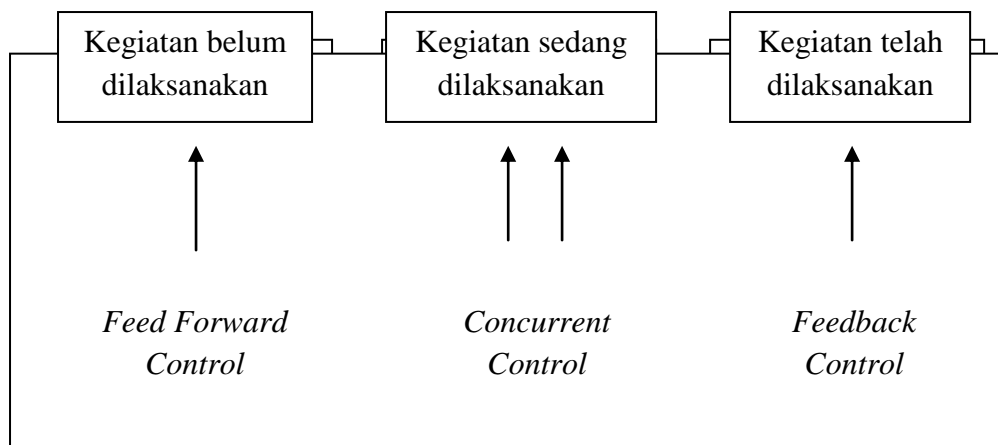 Kegiatan belum
dilaksanakan
Kegiatan sedang
dilaksanakan
Kegiatan telah
dilaksanakan
Feed Forward
Control
Concurrent
Control
Feedback
Control